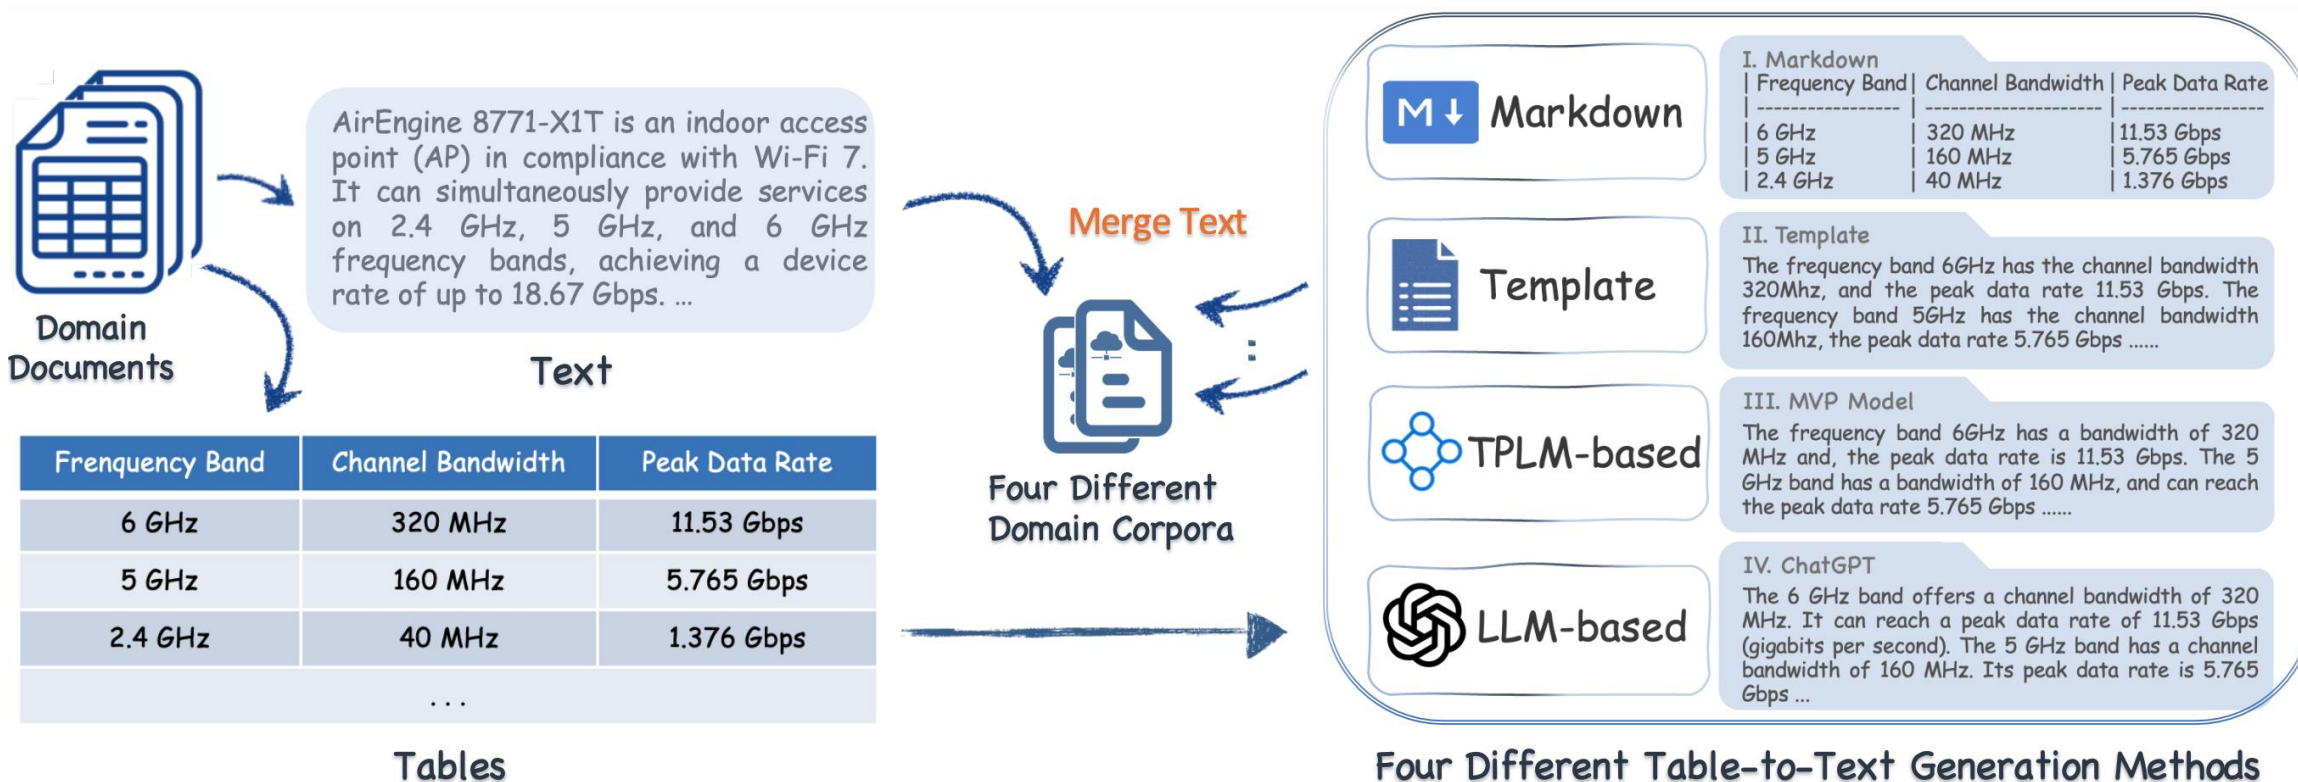 Domain
Documents
AirEngine 8771-X1T is an indoor access
point (AP) in compliance with Wi-Fi 7.
It can simultaneously provide services
on 2.4 GHz, 5 GHz, and 6 GHz
frequency bands, achieving a device
rate of up to 18.67 Gbps. ...
Text
Frenquency Band Channel Bandwidth Peak Data Rate
6 GHz 320 MHz 11.53 Gbps
5 GHz 160 MHz 5.765 Gbps
2.4 GHz 40 MHz 1.376 Gbps
...
Tables
Merge Text
Four Different
Domain Corpora
M Markdown
I. Markdown
| Frequency Band | Channel Bandwidth | Peak Data Rate
| ----------------- | --------------------- | -----------------
| 6 GHz | 320 MHz | 11.53 Gbps
| 5 GHz | 160 MHz | 5.765 Gbps
| 2.4 GHz | 40 MHz | 1.376 Gbps
Template
II. Template
The frequency band 6GHz has the channel bandwidth
320Mhz, and the peak data rate 11.53 Gbps. The
frequency band 5GHz has the channel bandwidth
160Mhz, the peak data rate 5.765 Gbps ......
TPLM-based
III. MVP Model
The frequency band 6GHz has a bandwidth of 320
MHz and, the peak data rate is 11.53 Gbps. The 5
GHz band has a bandwidth of 160 MHz, and can reach
the peak data rate 5.765 Gbps ......
LLM-based
IV. ChatGPT
The 6 GHz band offers a channel bandwidth of 320
MHz. It can reach a peak data rate of 11.53 Gbps
(gigabits per second). The 5 GHz band has a channel
bandwidth of 160 MHz. Its peak data rate is 5.765
Gbps ...
Four Different Table-to-Text Generation Methods